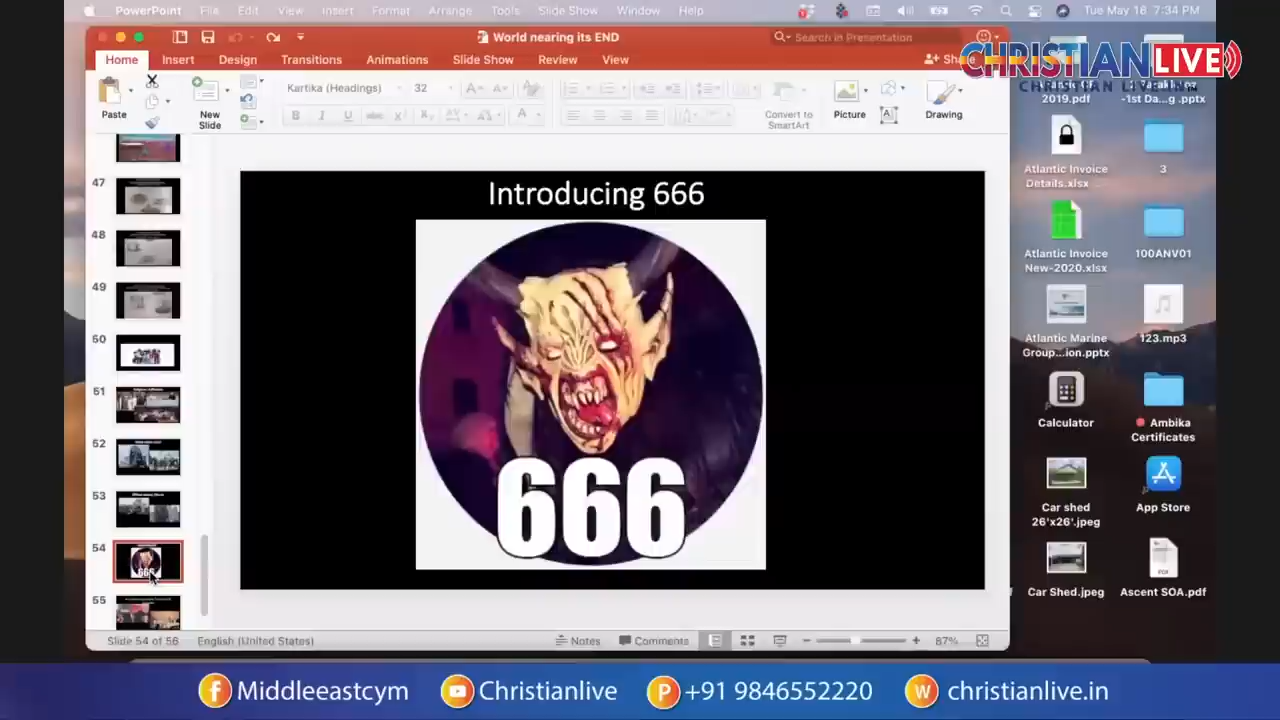 PowerPoint File Edit View Insert Format Arrange Tools Slide Show Window Help Tue May 18 7:34 PM
World nearing its END
Search in Presentation
Home Insert Design Transitions Animations Slide Show Review View Share
CHRISTIAN LIVE
2019.pdf
-1st Da...g .pptx
Kartika (Headings) 32
Paste
New Slide
Convert to SmartArt
Picture
Drawing
47
48
49
50
51
52
53
54
55
Introducing 666
666
Atlantic Invoice Details.xlsx
3
Atlantic Invoice New-2020.xlsx
100ANV01
Atlantic Marine Group...ion.pptx
123.mp3
Calculator
Ambika Certificates
Car shed 26'x26'.jpeg
App Store
Car Shed.jpeg
Ascent SOA.pdf
Slide 54 of 56 English (United States) Notes Comments 87%
Middleeastcym Christianlive +91 9846552220 christianlive.in